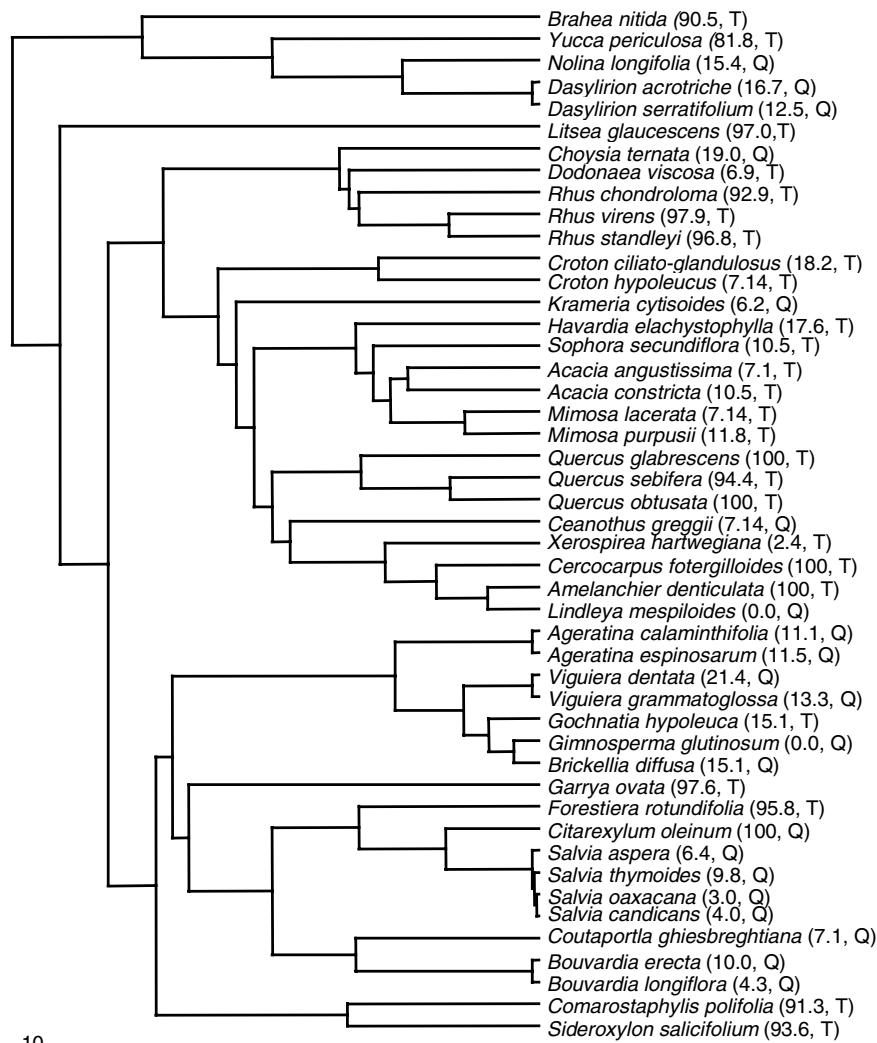 Brahea nitida (90.5, T)
Yucca periculosa (81.8, T)
Nolina longifolia (15.4, Q)
Dasylirion acrotriche (16.7, Q)
Dasylirion serratifolium (12.5, Q)
Litsea glaucescens (97.0,T)
Choysia ternata (19.0, Q)
Dodonaea viscosa (6.9, T)
Rhus chondroloma (92.9, T)
Rhus virens (97.9, T)
Rhus standleyi (96.8, T)
Croton ciliato-glandulosus (18.2, T)
Croton hypoleucus (7.14, T)
Krameria cytisoides (6.2, Q)
Havardia elachystophylla (17.6, T)
Sophora secundiflora (10.5, T)
Acacia angustissima (7.1, T)
Acacia constricta (10.5, T)
Mimosa lacerata (7.14, T)
Mimosa purpusii (11.8, T)
Quercus glabrescens (100, T)
Quercus sebifera (94.4, T)
Quercus obtusata (100, T)
Ceanothus greggii (7.14, Q)
Xerospirea hartwegiana (2.4, T)
Cercocarpus fotergilloides (100, T)
Amelanchier denticulata (100, T)
Lindleya mespiloides (0.0, Q)
Ageratina calaminthifolia (11.1, Q)
Ageratina espinosarum (11.5, Q)
Viguiera dentata (21.4, Q)
Viguiera grammatoglossa (13.3, Q)
Gochnatia hypoleuca (15.1, T)
Gimnosperma glutinosum (0.0, Q)
Brickellia diffusa (15.1, Q)
Garrya ovata (97.6, T)
Forestiera rotundifolia (95.8, T)
Citarexylum oleinum (100, Q)
Salvia aspera (6.4, Q)
Salvia thymoides (9.8, Q)
Salvia oaxacana (3.0, Q)
Salvia candicans (4.0, Q)
Coutaportla ghiesbreghtiana (7.1, Q)
Bouvardia erecta (10.0, Q)
Bouvardia longiflora (4.3, Q)
Comarostaphylis polifolia (91.3, T)
Sideroxylon salicifolium (93.6, T)
10